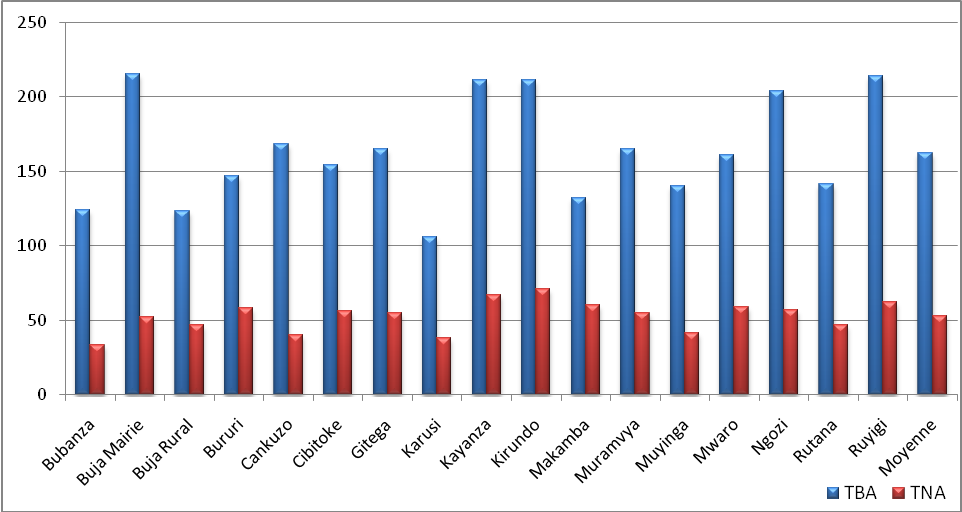 250
200
150
100
50
0
Bubanza
Buja Mairie
Buja Rural
Bururi
Cankuzo
Cibitoke
Gitega
Karusi
Kayanza
Kirundo
Makamba
Muramvya
Muyinga
Mwaro
Ngozi
Rutana
Ruyigi
Moyenne
TBA TNA